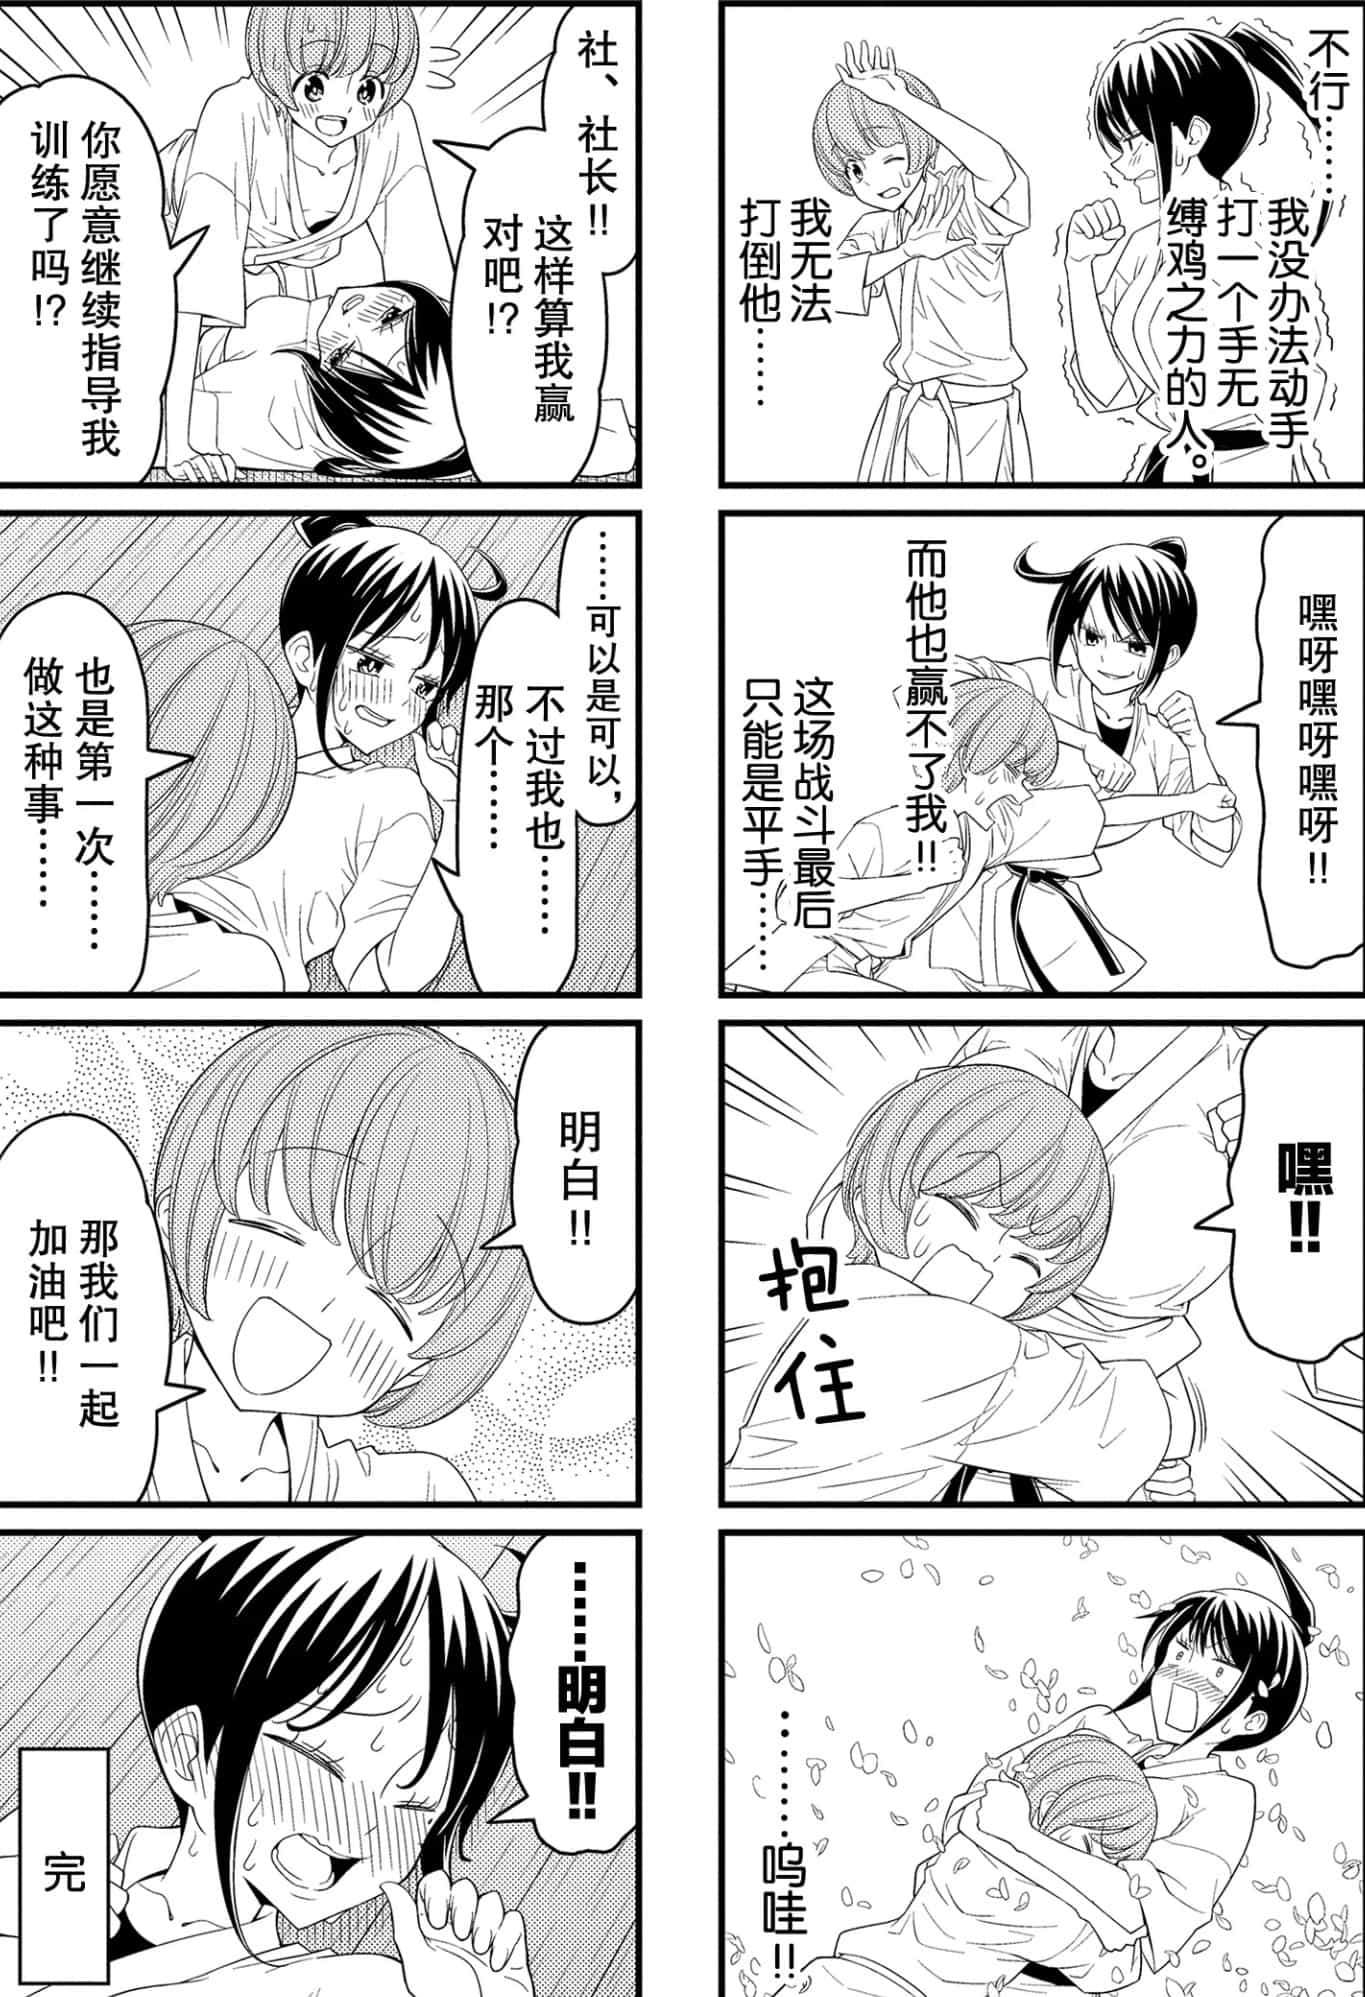 不行……
我没办法动手
打一个手无
缚鸡之力的人。
我无法
打倒他……
嘿呀嘿呀嘿呀!!
而他也赢不了我!!
这场战斗最后
只能是平手……
嘿!!
抱住
………呜哇!!
社、社长!!
这样算我赢
对吧!?
你愿意继续指导我
训练了吗!?
……可以是可以，
不过我也……
那个……
也是第一次……
做这种事……
明白!!
那我们一起
加油吧!!
……明白!!
完